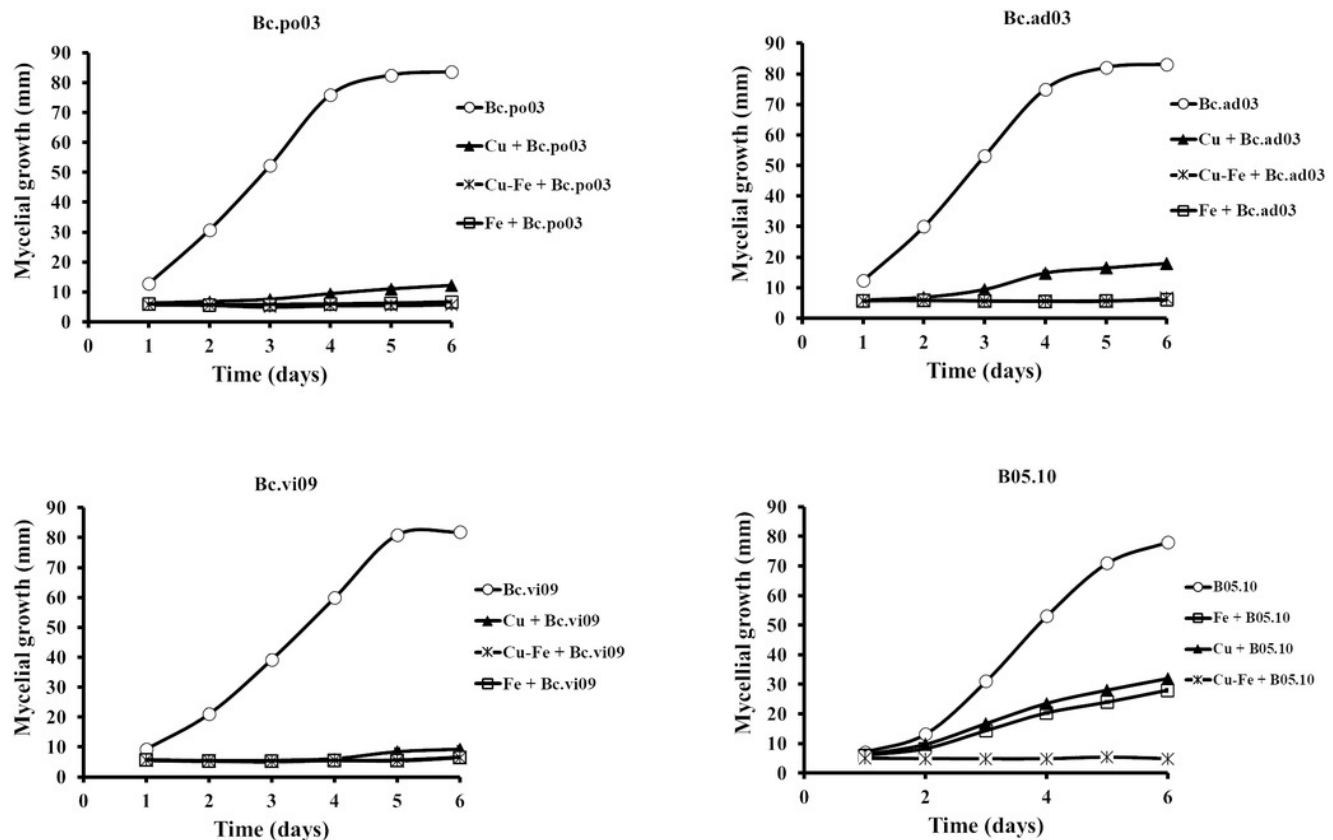 Bc.po03
Mycelial growth (mm)
90
80
70
60
50
40
30
20
10
0
0 1 2 3 4 5 6
Time (days)
Bc.po03
Cu + Bc.po03
Cu-Fe + Bc.po03
Fe + Bc.po03
Bc.ad03
Mycelial growth (mm)
90
80
70
60
50
40
30
20
10
0
0 1 2 3 4 5 6
Time (days)
Bc.ad03
Cu + Bc.ad03
Cu-Fe + Bc.ad03
Fe + Bc.ad03
Bc.vi09
Mycelial growth (mm)
90
80
70
60
50
40
30
20
10
0
0 1 2 3 4 5 6
Time (days)
Bc.vi09
Cu + Bc.vi09
Cu-Fe + Bc.vi09
Fe + Bc.vi09
B05.10
Mycellial growth (mm)
90
80
70
60
50
40
30
20
10
0
0 2 4 6
Time (days)
B05.10
Fe + B05.10
Cu + B05.10
Cu-Fe + B05.10